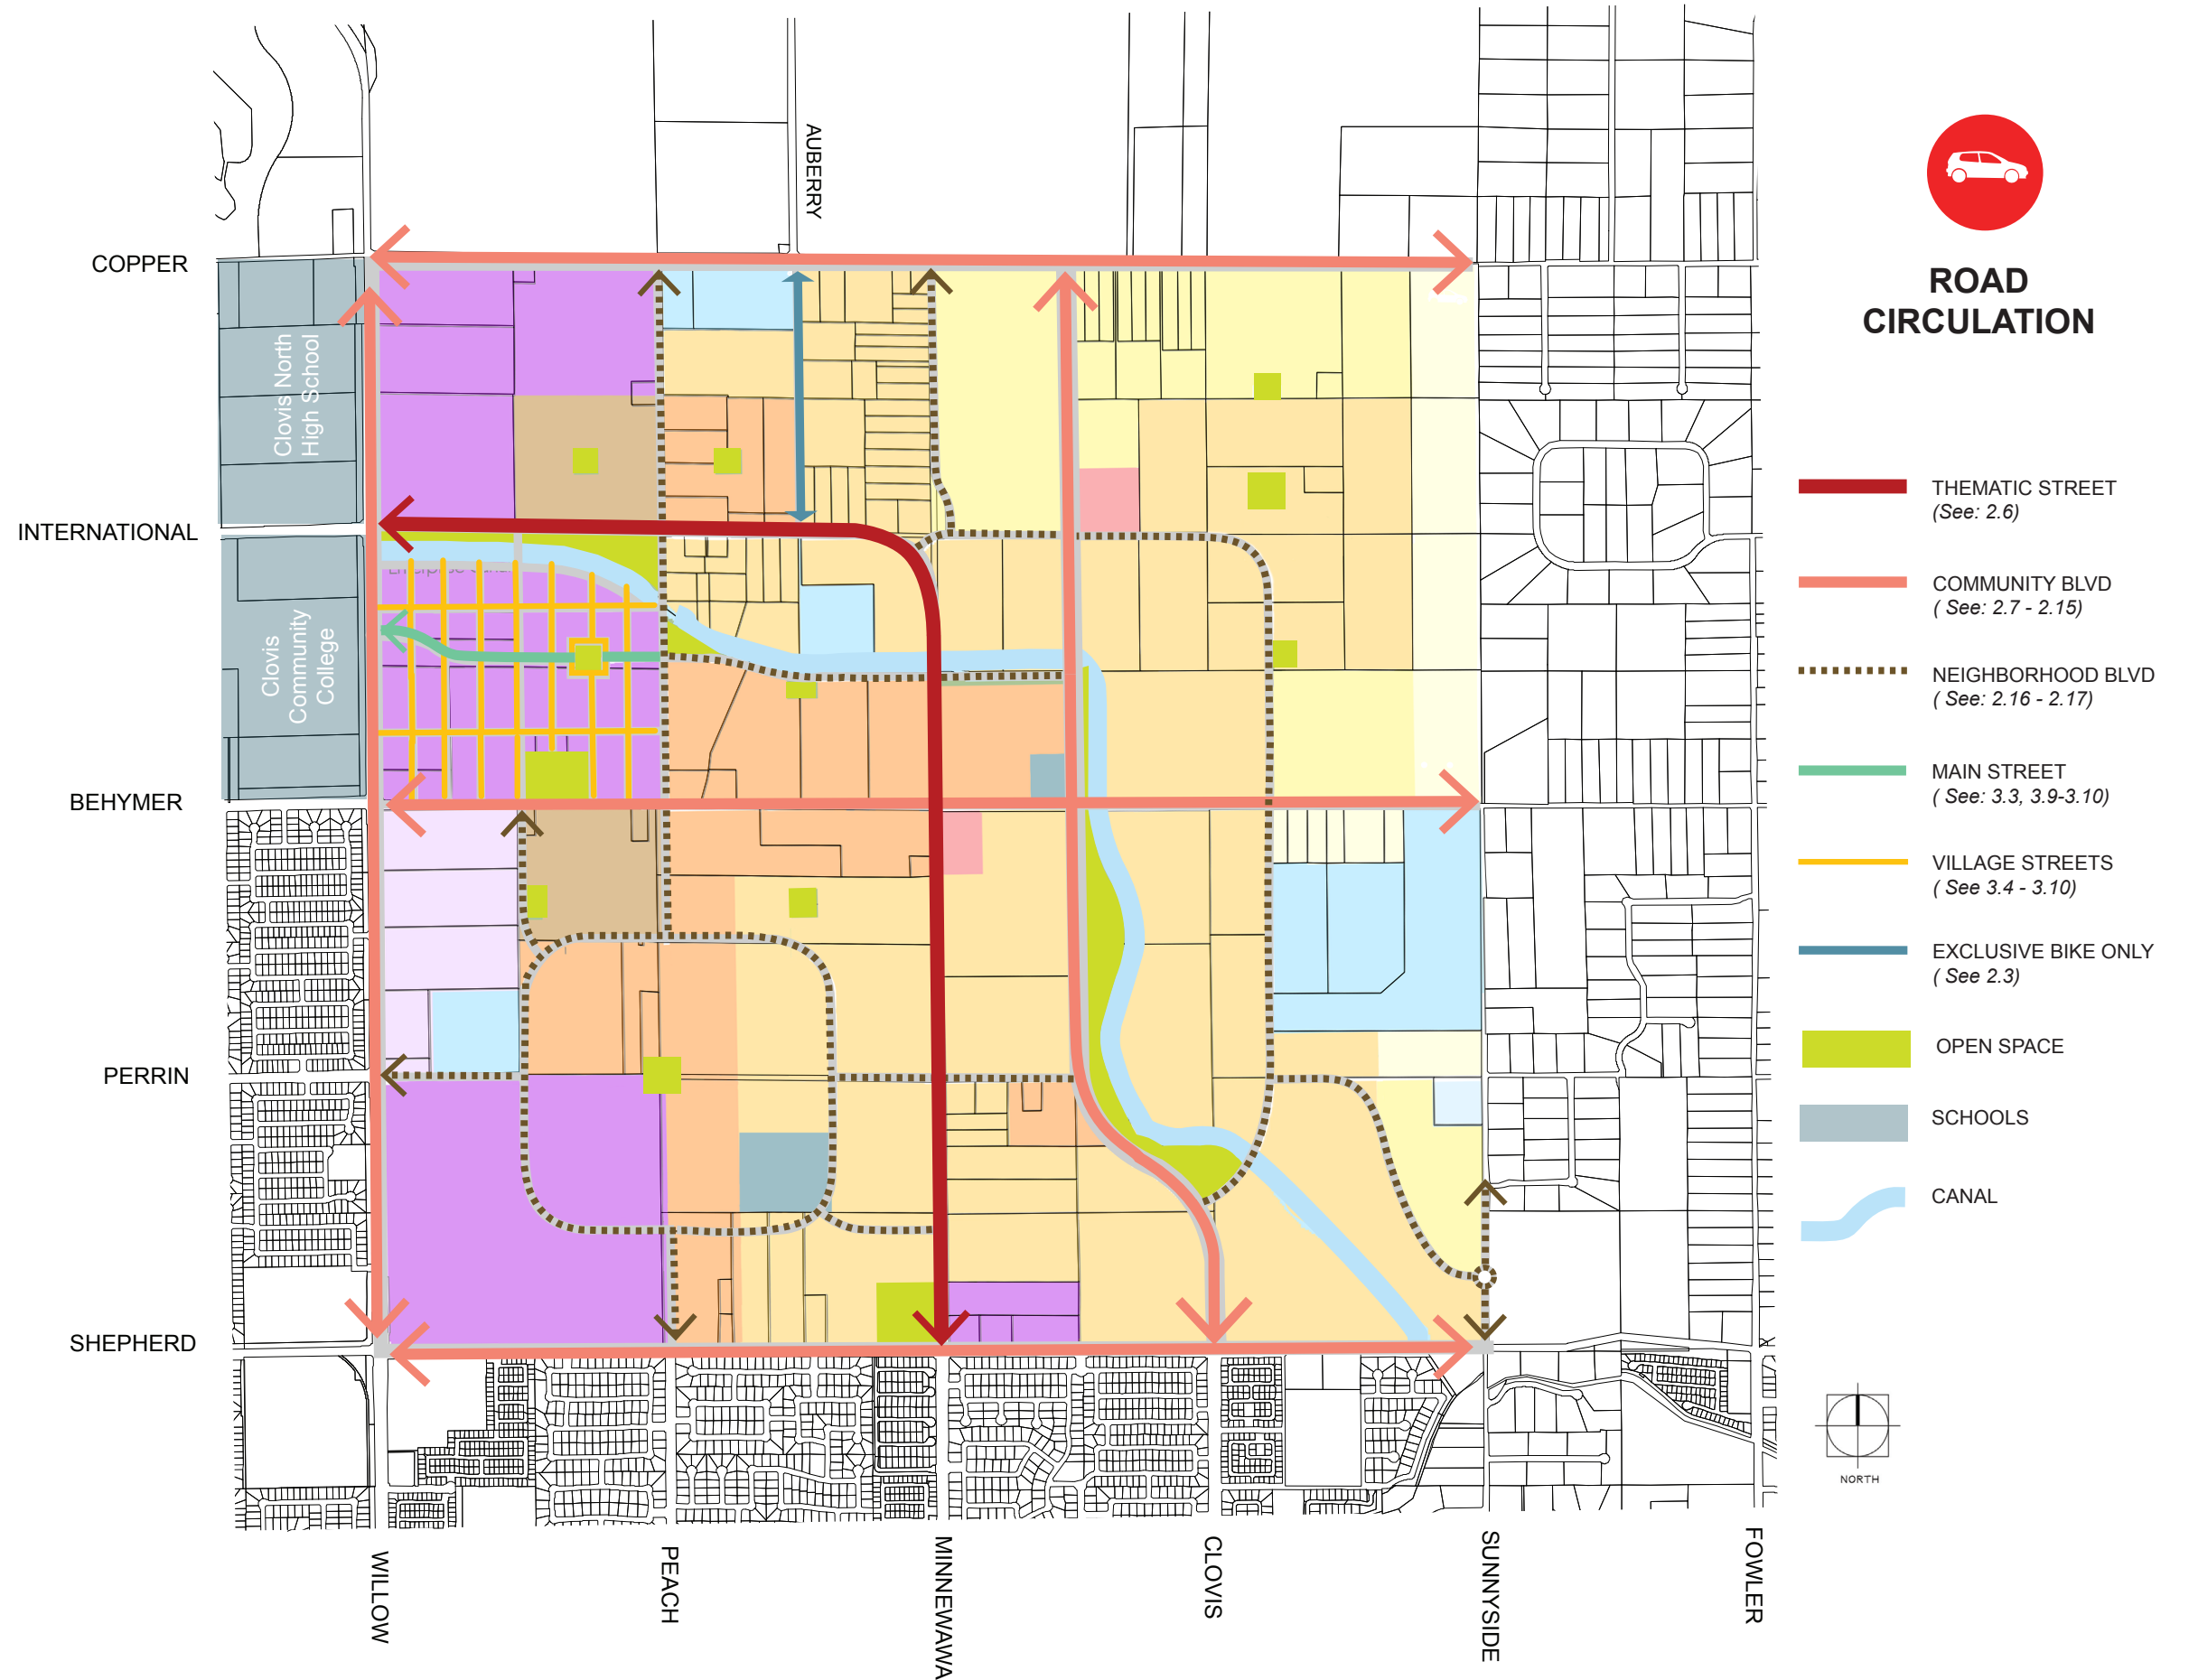 AUBERRY
COPPER
INTERNATIONAL
BEHYMER
PERRIN
SHEPHERD
Clovis North
High School
Clovis
Community
College
WILLOW
PEACH
MINNEWAWA
CLOVIS
SUNNYSIDE
FOWLER
ROAD
CIRCULATION
THEMATIC STREET
(See: 2.6)
COMMUNITY BLVD
( See: 2.7 - 2.15)
NEIGHBORHOOD BLVD
( See: 2.16 - 2.17)
MAIN STREET
( See: 3.3, 3.9-3.10)
VILLAGE STREETS
( See 3.4 - 3.10)
EXCLUSIVE BIKE ONLY
( See 2.3)
OPEN SPACE
SCHOOLS
CANAL
NORTH